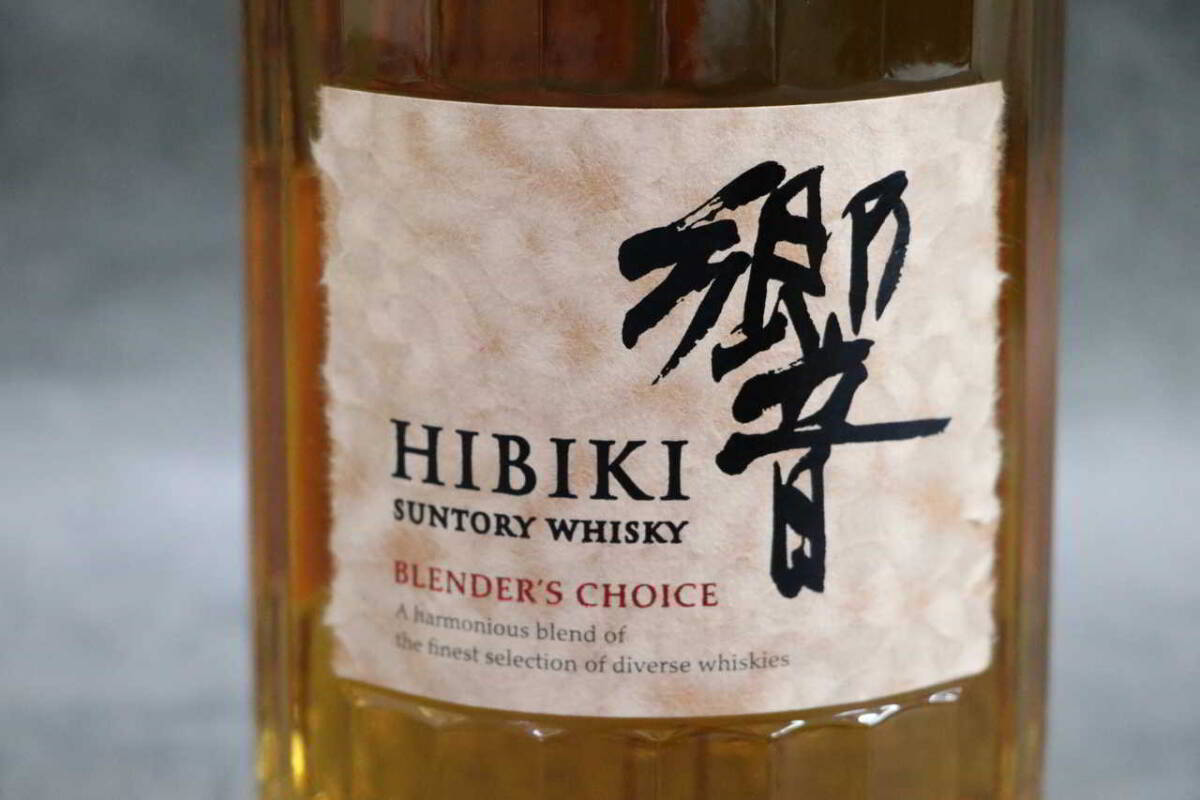 響
HIBIKI
SUNTORY WHISKY
BLENDER'S CHOICE
A harmonious blend of
the finest selection of diverse whiskies